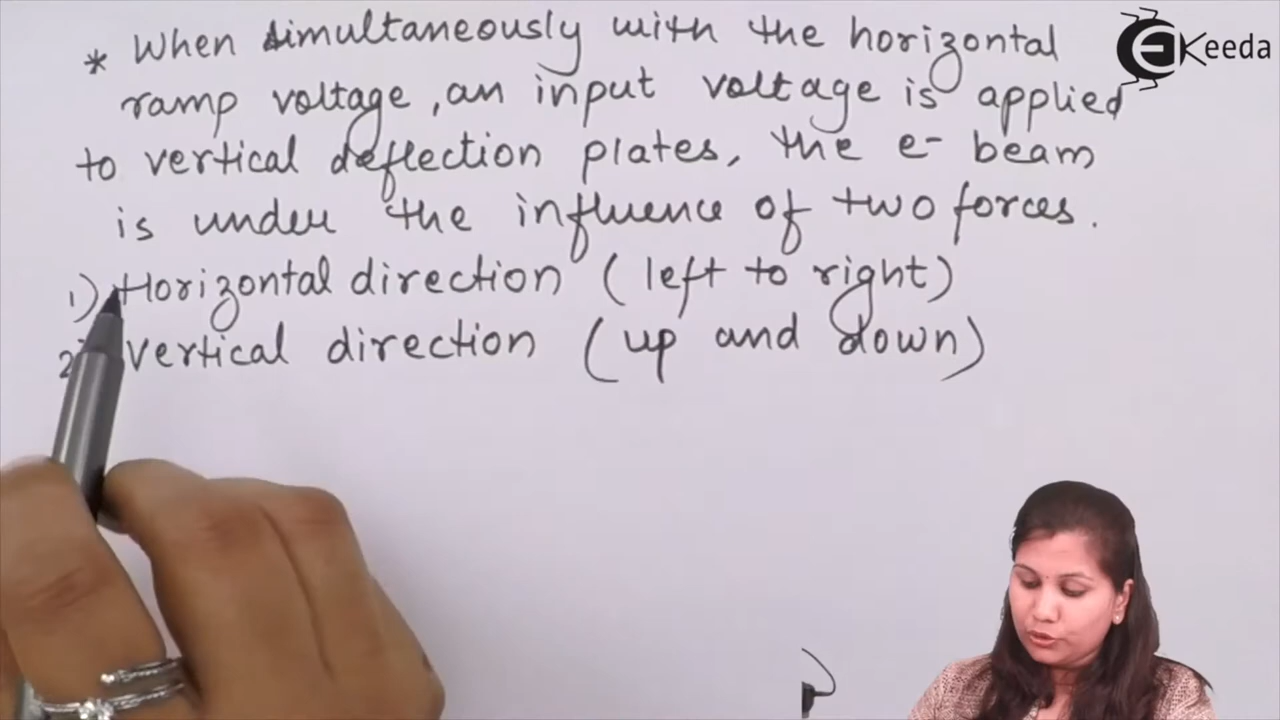 * When simultaneously with the horizontal
ramp voltage, an input voltage is applied
to vertical deflection plates, the e- beam
is under the influence of two forces.
1) Horizontal direction (left to right)
2) vertical direction (up and down)
EKeeda